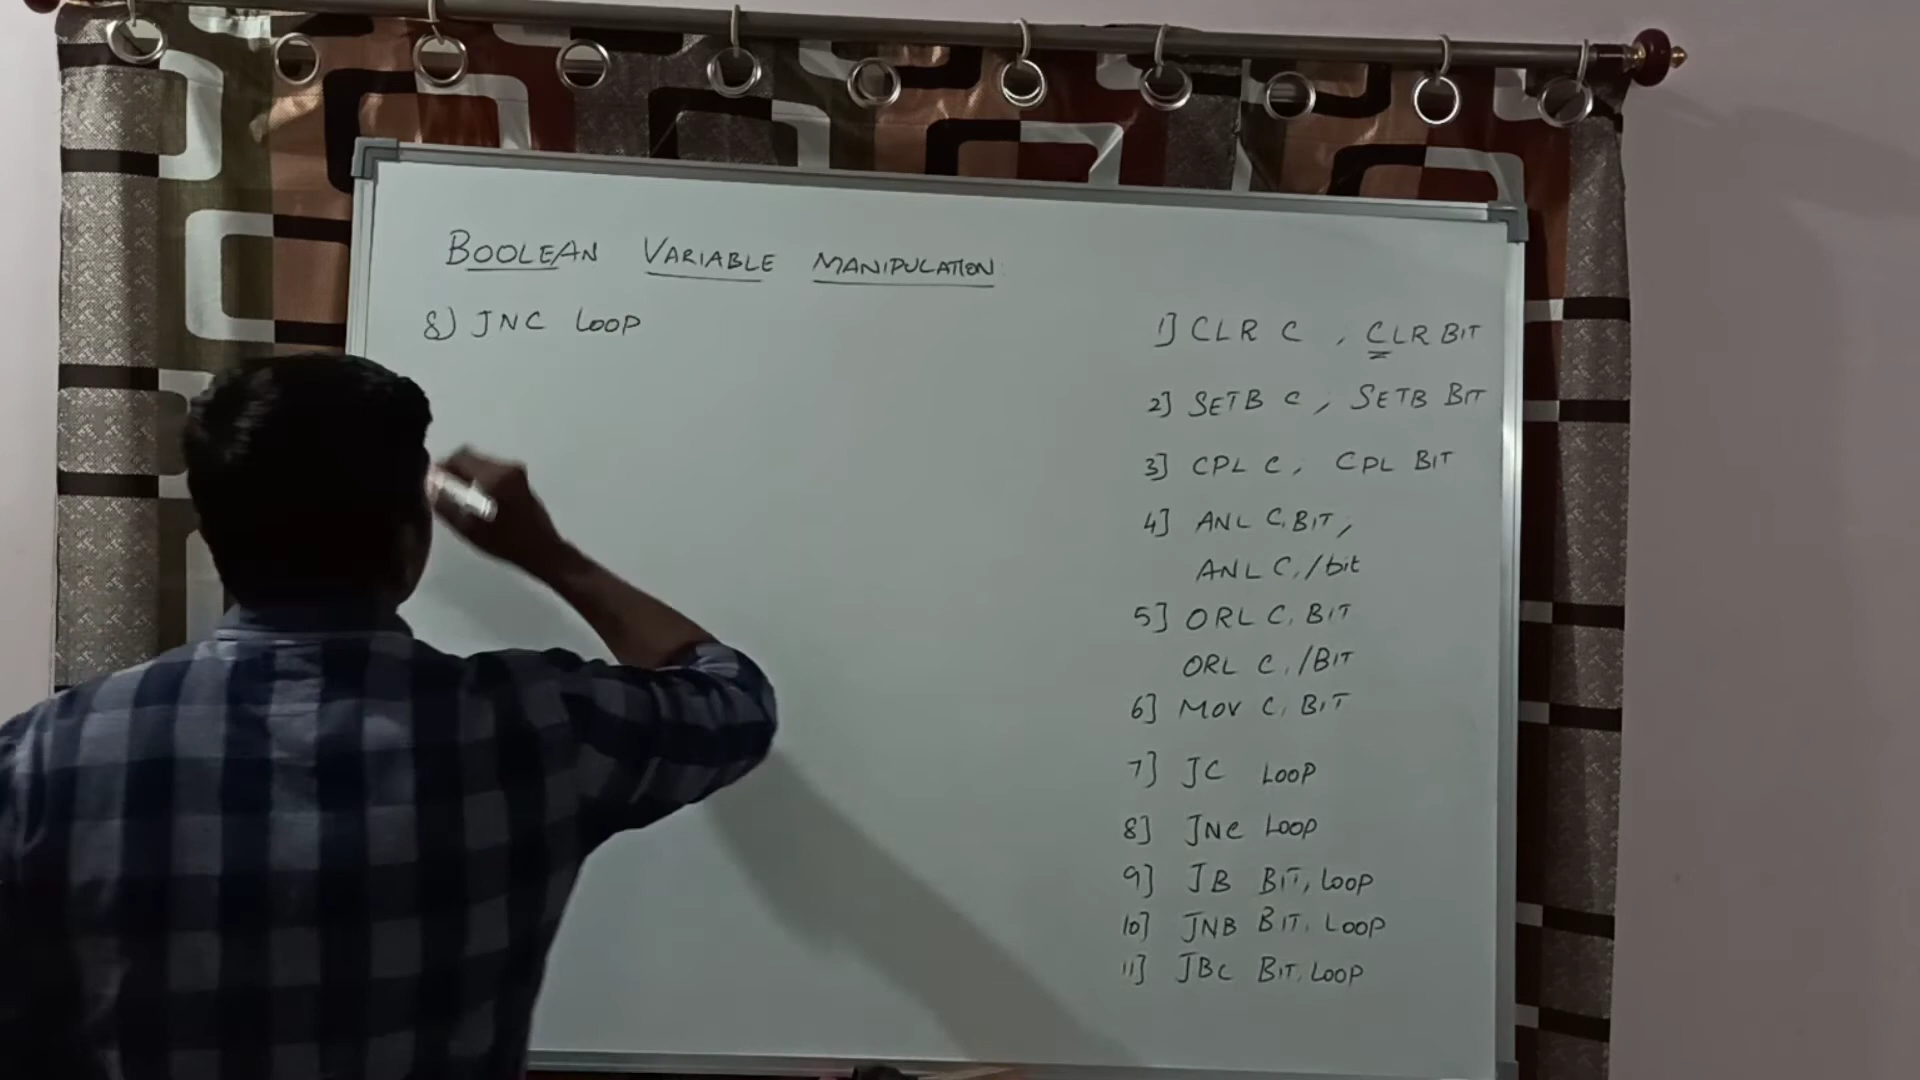 BOOLEAN VARIABLE MANIPULATION
8) JNC LOOP
1] CLR C , CLR BIT
2] SETB C , SETB BIT
3] CPL C, CPL BIT
4] ANL C, BIT,
ANL C, /bit
5] ORL C, BIT
ORL C, /BIT
6] MOV C, BIT
7] JC LOOP
8] JNC LOOP
9] JB BIT, LOOP
10] JNB BIT, LOOP
11] JBC BIT, LOOP